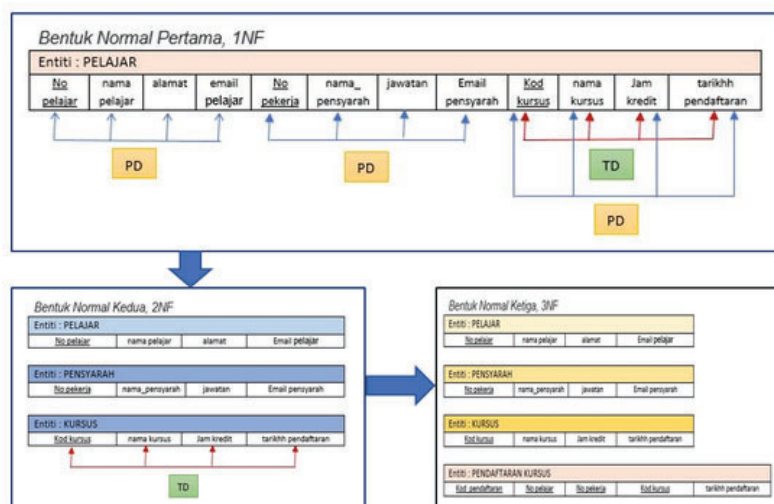 Bentuk Normal Pertama, 1NF
Entiti : PELAJAR
No pelajar nama pelajar alamat email pelajar No pekerja nama_ pensyarah jawatan Email pensyarah Kod kursus nama kursus Jam kredit tarikhh pendaftaran
PD PD TD
PD
Bentuk Normal Kedua, 2NF
Entiti : PELAJAR
No pelajar nama pelajar alamat Email pelajar
Entiti : PENSYARAH
No pekerja nama_pensyarah jawatan Email pensyarah
Entiti : KURSUS
Kod kursus nama kursus Jam kredit tarikhh pendaftaran
TD
Bentuk Normal Ketiga, 3NF
Entiti : PELAJAR
No pelajar nama pelajar alamat Email pelajar
Entiti : PENSYARAH
No pekerja nama_pensyarah jawatan Email pensyarah
Entiti : KURSUS
Kod kursus nama kursus Jam kredit tarikhh pendaftaran
Entiti : PENDAFTARAN KURSUS
Kod_pendaftaran No pelajar No pekerja Kod kursus tarikhh pendaftaran